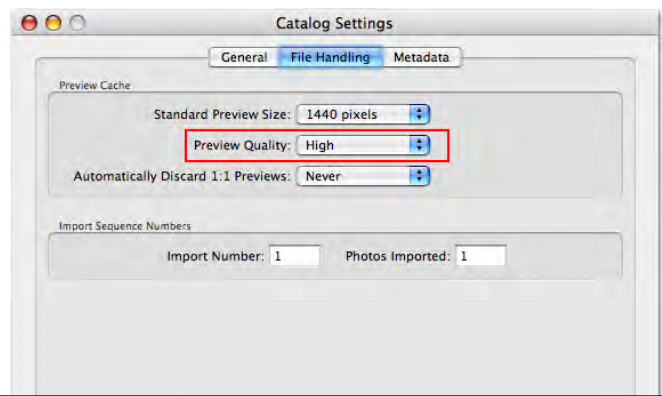 Catalog Settings
General File Handling Metadata
Preview Cache
Standard Preview Size: 1440 pixels
Preview Quality: High
Automatically Discard 1:1 Previews: Never
Import Sequence Numbers
Import Number: 1 Photos Imported: 1